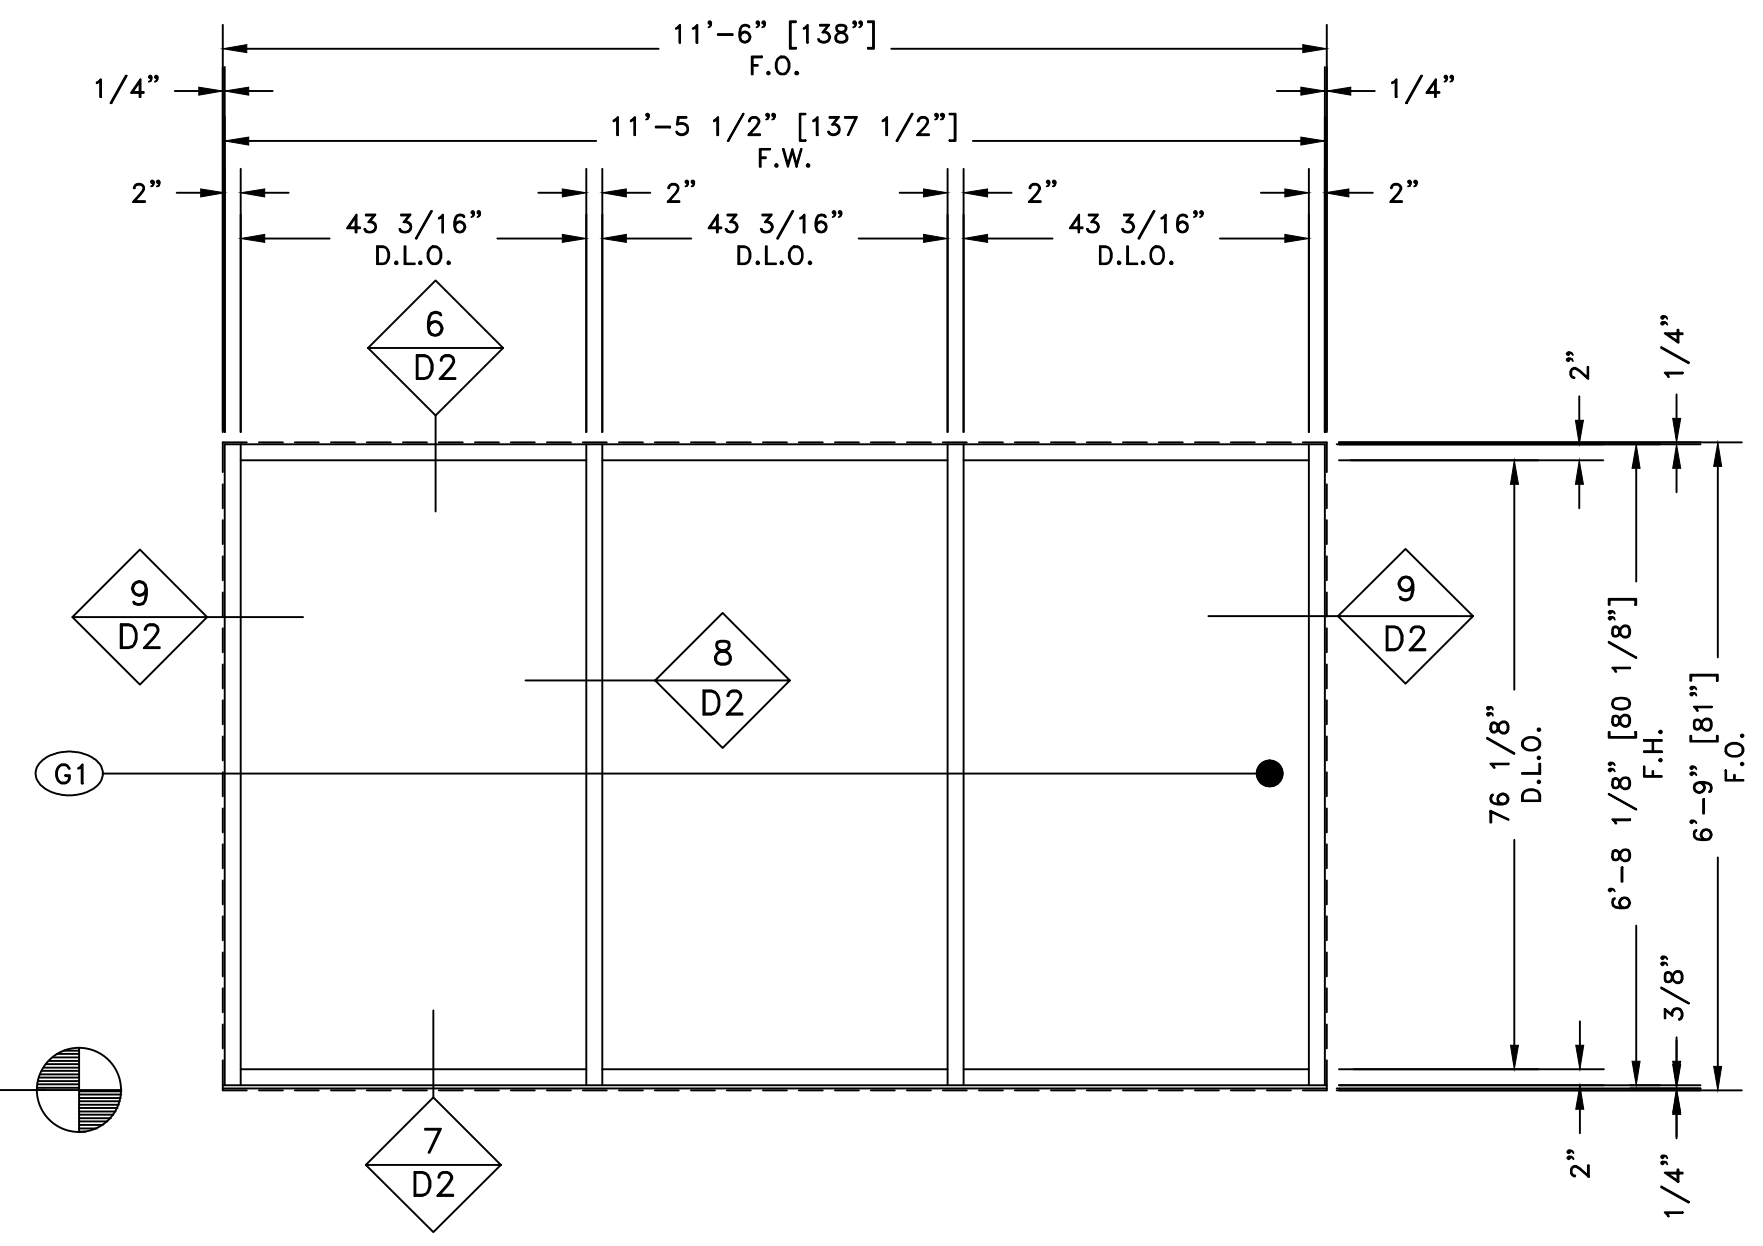 11'-6" [138"]
F.O.
1/4" 1/4"
11'-5 1/2" [137 1/2"]
F.W.
2" 2" 2" 2"
43 3/16" 43 3/16" 43 3/16"
D.L.O. D.L.O. D.L.O.
6
D2
2"
1/4"
9
D2
8
D2
9
D2
G1
76 1/8"
D.L.O.
6'-8 1/8" [80 1/8"]
F.H.
6'-9" [81"]
F.O.
3/8"
7
D2
2"
1/4"